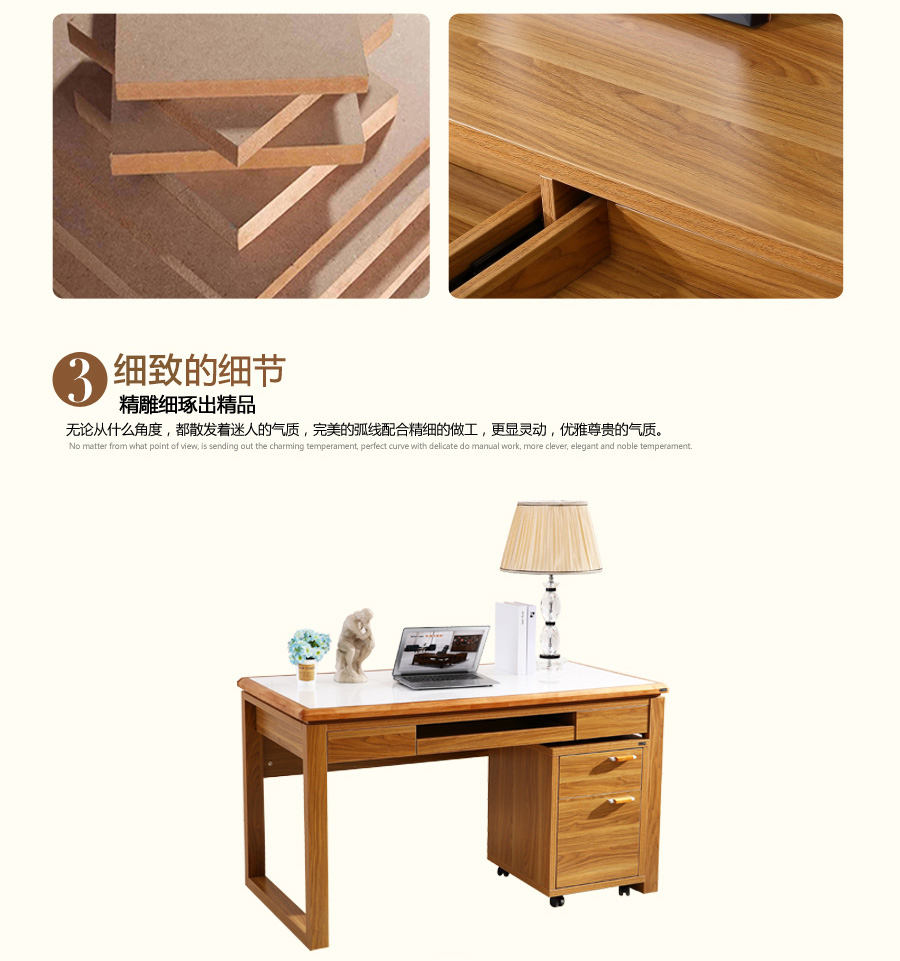 3 细致的细节
精雕细琢出精品
无论从什么角度，都散发着迷人的气质，完美的弧线配合精细的做工，更显灵动，优雅尊贵的气质。
No matter from what point of view, is sending out the charming temperament, perfect curve with delicate do manual work, more clever, elegant and noble temperament.